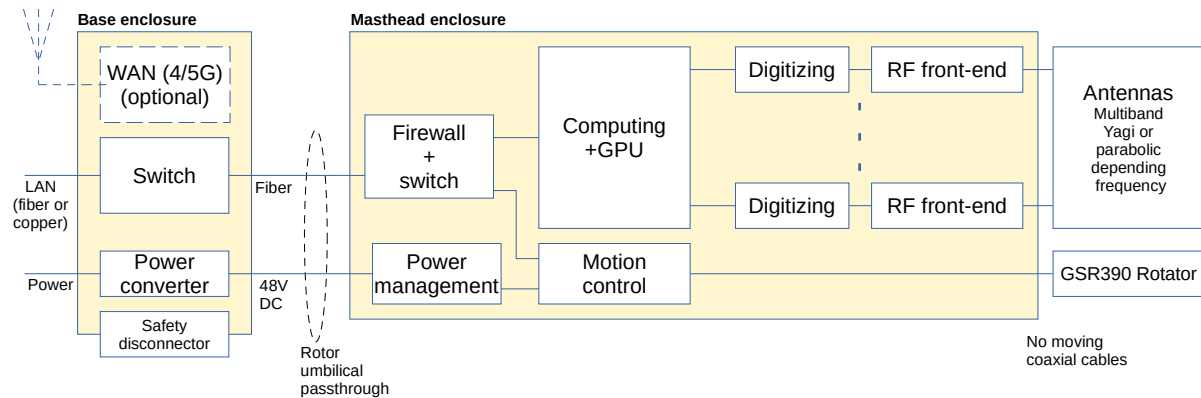 Base enclosure
WAN (4/5G)
(optional)
Switch
LAN
(fiber or
copper)
Fiber
Power
converter
Power
48V
DC
Safety
disconnector
Rotor
umbilical
passthrough
Masthead enclosure
Firewall
+
switch
Computing
+GPU
Digitizing
RF front-end
Digitizing
RF front-end
Power
management
Motion
control
Antennas
Multiband
Yagi or
parabolic
depending
frequency
GSR390 Rotator
No moving
coaxial cables